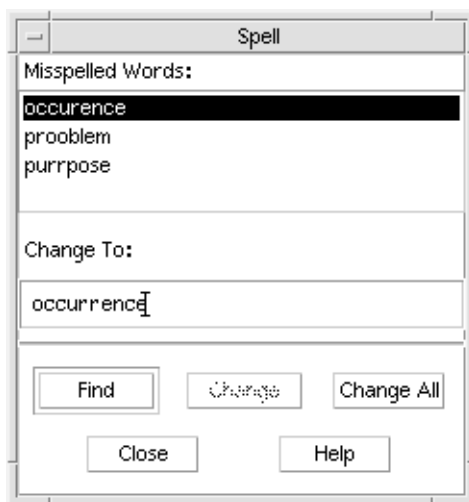 Spell
Misspelled Words:
occurence
prooblem
purrpose
Change To:
occurrence
Find Change Change All
Close Help